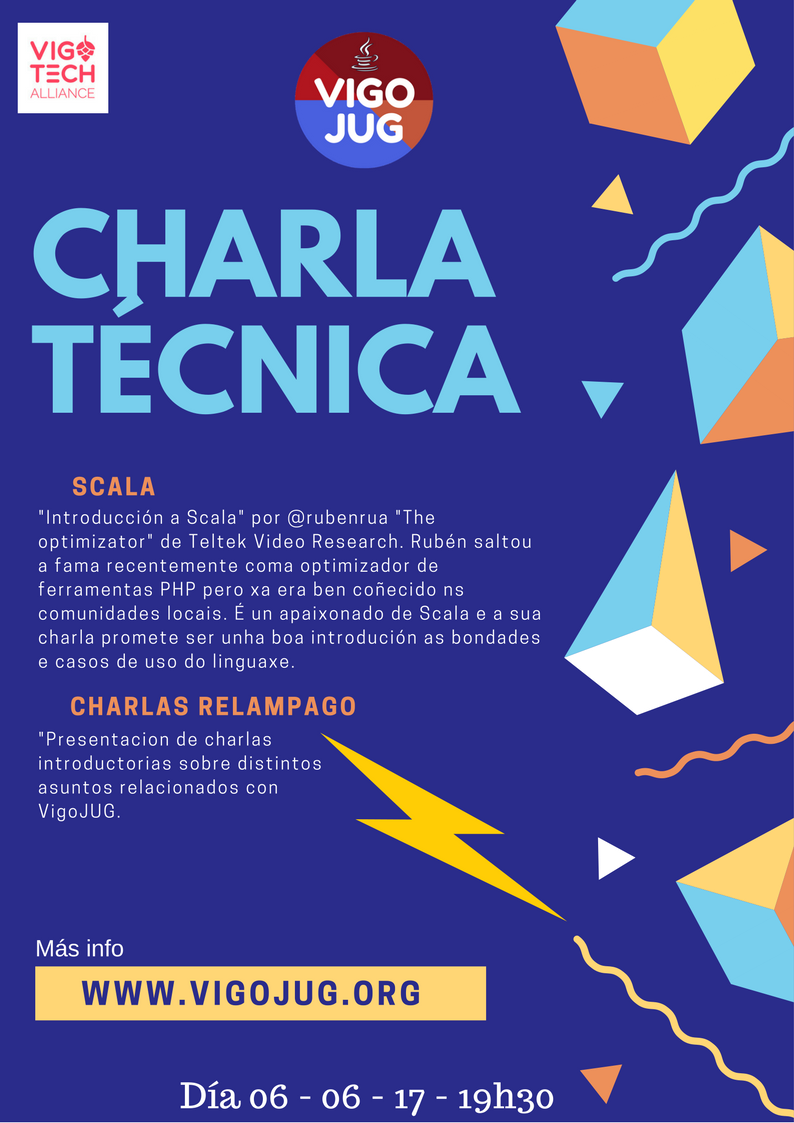 VIGO
TECH
ALLIANCE
VIGO
JUG
CHARLA
TÉCNICA
SCALA
"Introducción a Scala" por @rubenrua "The
optimizator" de Teltek Video Research. Rubén saltou
a fama recentemente coma optimizador de
ferramentas PHP pero xa era ben coñecido ns
comunidades locais. É un apaixonado de Scala e a sua
charla promete ser unha boa introdución as bondades
e casos de uso do linguaxe.
CHARLAS RELAMPAGO
"Presentacion de charlas
introductorias sobre distintos
asuntos relacionados con
VigoJUG.
Más info
WWW.VIGOJUG.ORG
Día 06 - 06 - 17 - 19h30